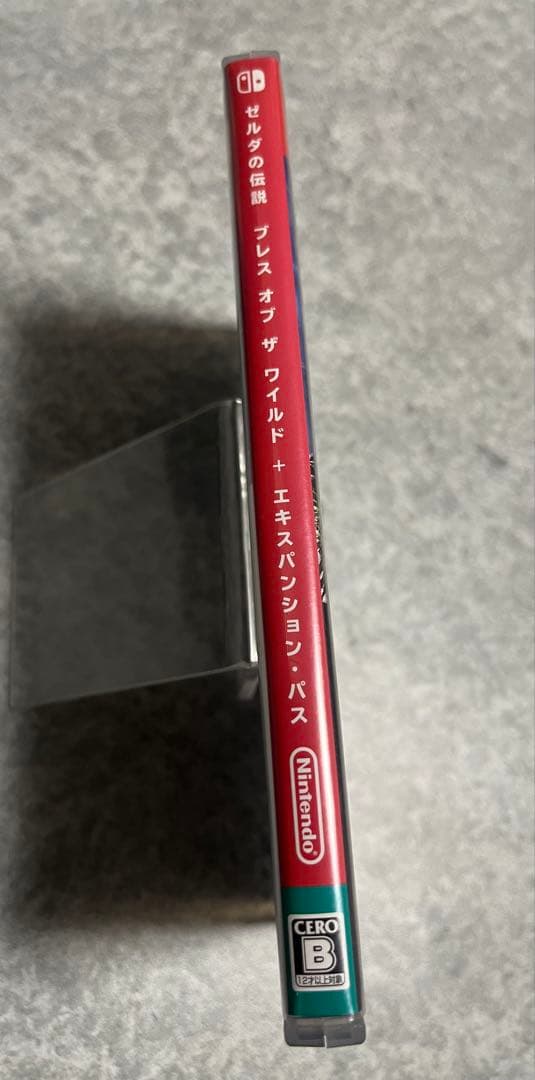 ゼルダの伝説 ブレス オブ ザ ワイルド + エキスパンション・パス
Nintendo®
CERO
B
12才以上対象